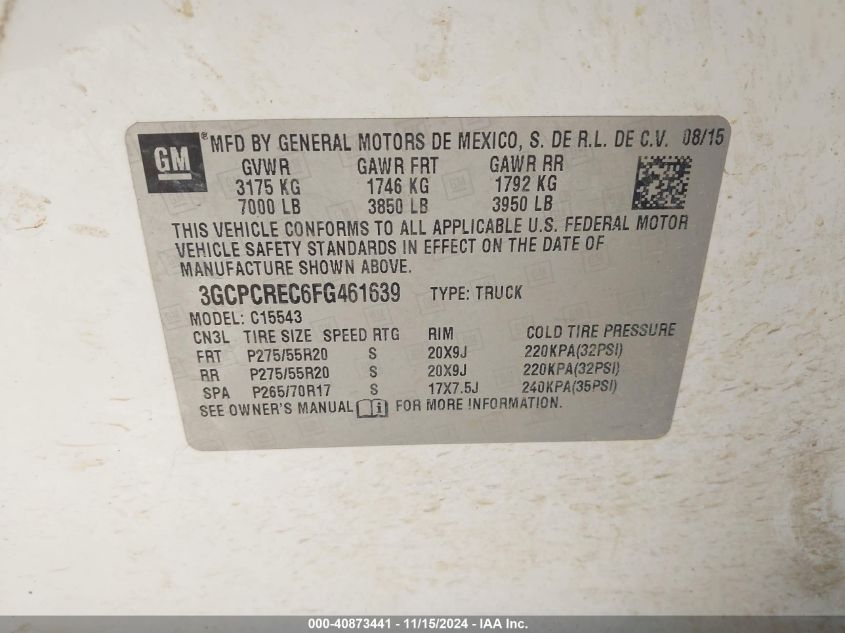 GM ® MFD BY GENERAL MOTORS DE MEXICO, S. DE R.L. DE C.V. 08/15
GVWR GAWR FRT GAWR RR
3175 KG 1746 KG 1792 KG
7000 LB 3850 LB 3950 LB
THIS VEHICLE CONFORMS TO ALL APPLICABLE U.S. FEDERAL MOTOR
VEHICLE SAFETY STANDARDS IN EFFECT ON THE DATE OF
MANUFACTURE SHOWN ABOVE.
3GCPCREC6FG461639 TYPE: TRUCK
MODEL: C15543
CN3L TIRE SIZE SPEED RTG RIM COLD TIRE PRESSURE
FRT P275/55R20 S 20X9J 220KPA(32PSI)
RR P275/55R20 S 20X9J 220KPA(32PSI)
SPA P265/70R17 S 17X7.5J 240KPA(35PSI)
SEE OWNER'S MANUAL FOR MORE INFORMATION.
000-40873441 - 11/15/2024 - IAA Inc.